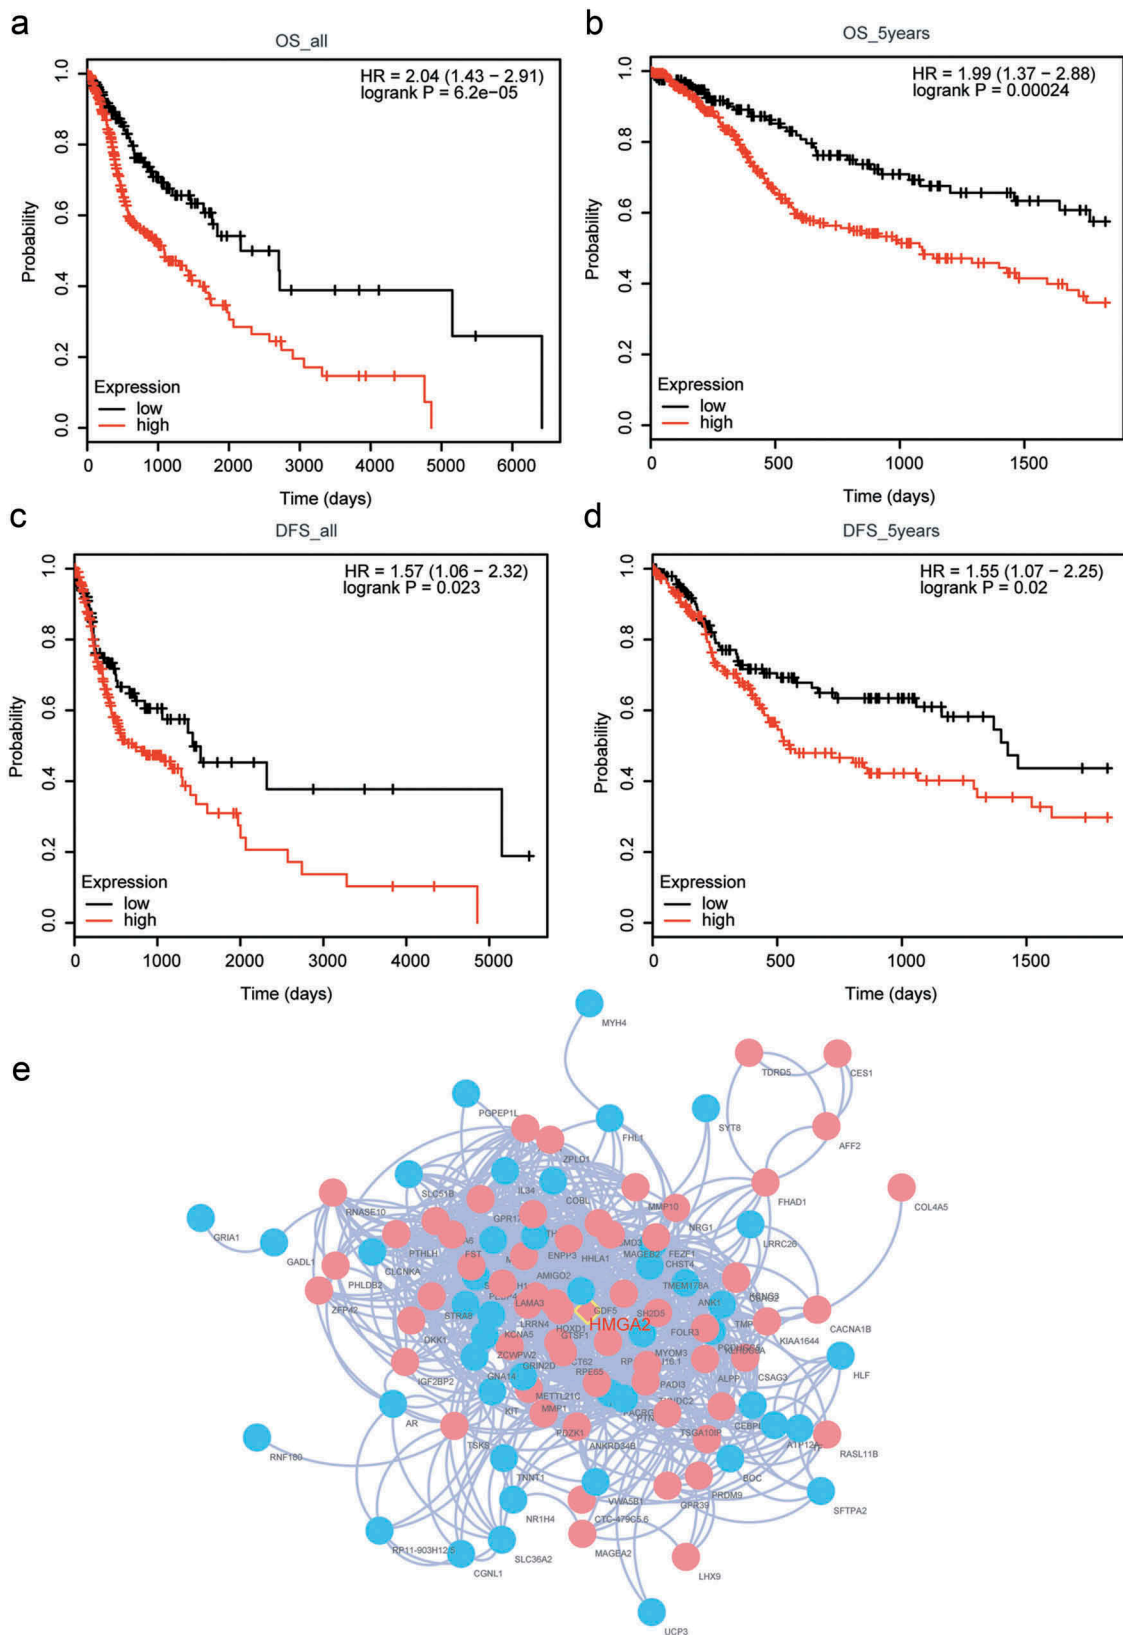 a
OS_all
HR = 2.04 (1.43 − 2.91)
logrank P = 6.2e−05
Probability
0.0 0.2 0.4 0.6 0.8 1.0
Expression
low
high
0 1000 2000 3000 4000 5000 6000
Time (days)
b
OS_5years
HR = 1.99 (1.37 − 2.88)
logrank P = 0.00024
Probability
0.0 0.2 0.4 0.6 0.8 1.0
Expression
low
high
0 500 1000 1500
Time (days)
c
DFS_all
HR = 1.57 (1.06 − 2.32)
logrank P = 0.023
Probability
0.0 0.2 0.4 0.6 0.8 1.0
Expression
low
high
0 1000 2000 3000 4000 5000
Time (days)
d
DFS_5years
HR = 1.55 (1.07 − 2.25)
logrank P = 0.02
Probability
0.0 0.2 0.4 0.6 0.8 1.0
Expression
low
high
0 500 1000 1500
Time (days)
e
MYH4
TDRD5
CES1
PGPEP1L
FHL1
SYT8
AFF2
ZPLD1
SLC51B
IL34
COBL
MMP10
FHAD1
COL4A5
RNASE10
NRG1
GRIA1
PTHLH
FST
ENPP3
HHLA1
MAGEB2
FEZF1
LRRC26
GADL1
CLCNKA
CHST4
PHLDB2
AMIGO2
TMEM178A
ZFP42
LAMA3
GDF5
SH2D5
ANK1
STRA8
LRRN4
HOXD1
HMGA2
CACNA1B
DKK1
KCNA5
GTSF1
FOLR3
KIAA1644
ZCWPW2
MYOM3
GRIN2D
CT62
RPE65
ALPP
CSAG3
HLF
IGF2BP2
GNA14
PADI3
METTL21C
KIT
MMP1
AR
PDZK1
TSGA10IP
TSKS
ANKRD34B
RNF180
RASL11B
TNNT1
BOC
VWA5B1
GPR39
PRDM9
SFTPA2
NR1H4
CTC-479C5.6
RP11-903H12.5
SLC36A2
MAGEA2
CGNL1
LHX9
UCP3